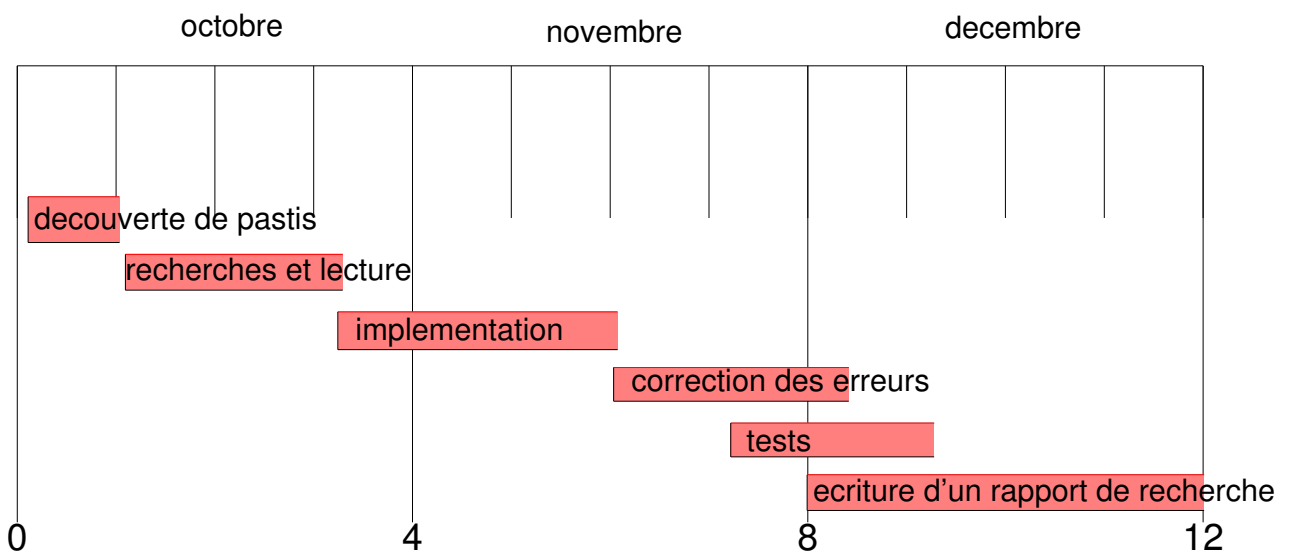 octobre
novembre
decembre
decouverte de pastis
recherches et lecture
implementation
correction des erreurs
tests
ecriture d'un rapport de recherche
0
4
8
12